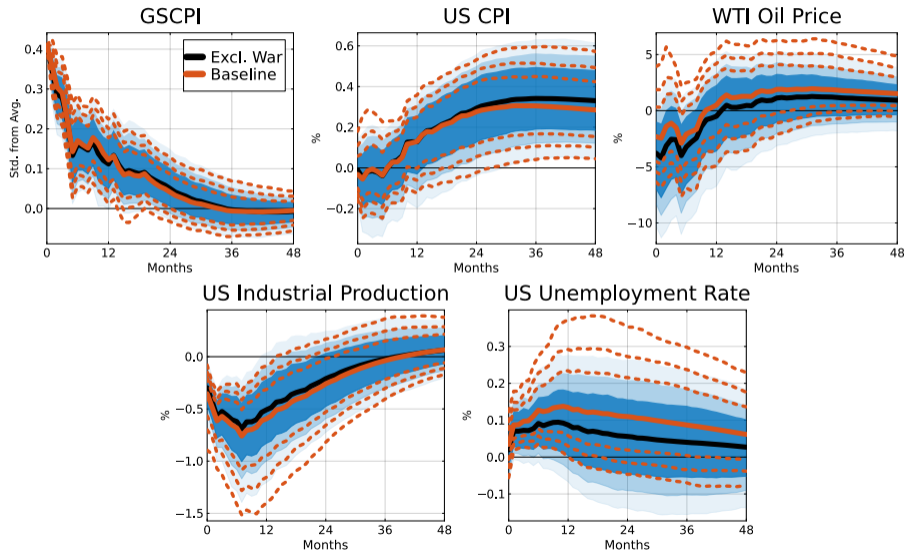 GSCPI
US CPI
WTI Oil Price
Std. from Avg.
0.4
0.3
0.2
0.1
0.0
Excl. War
Baseline
0 12 24 36 48
Months
%
0.6
0.4
0.2
0.0
−0.2
0 12 24 36 48
Months
%
5
0
−5
−10
0 12 24 36 48
Months
US Industrial Production
US Unemployment Rate
%
0.0
−0.5
−1.0
−1.5
0 12 24 36 48
Months
%
0.3
0.2
0.1
0.0
−0.1
0 12 24 36 48
Months